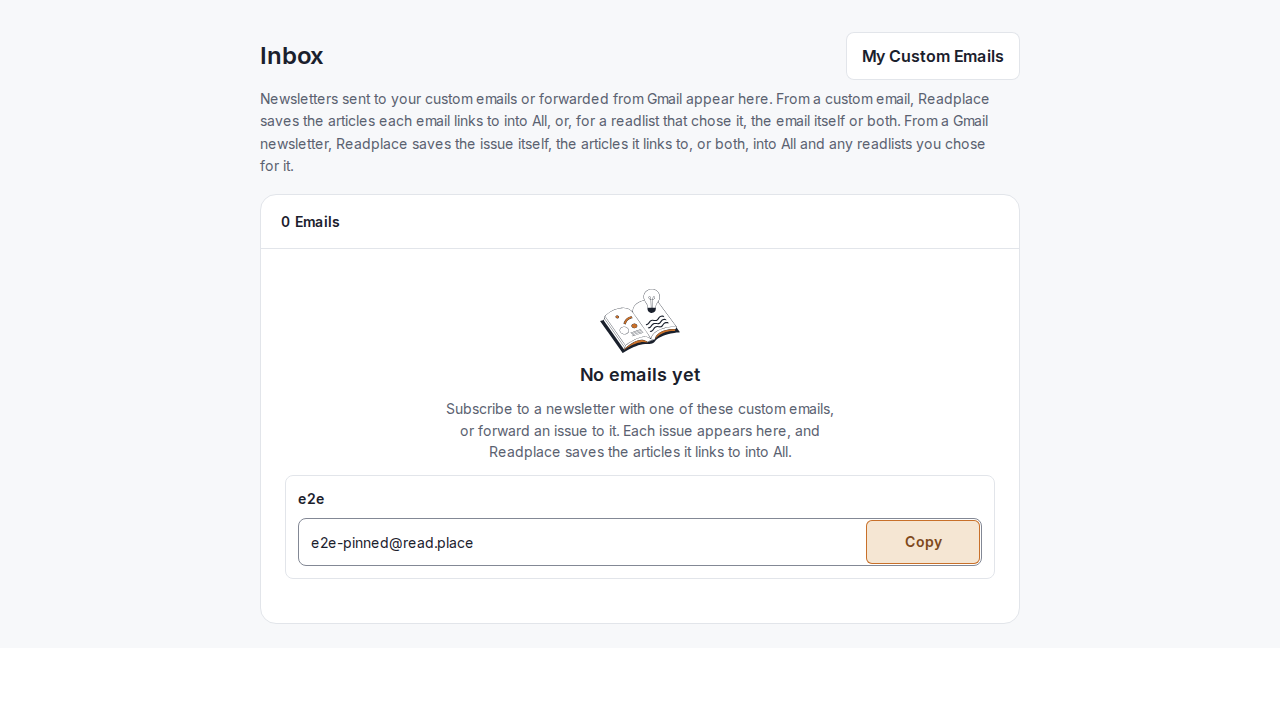 Inbox
My Custom Emails
Newsletters sent to your custom emails or forwarded from Gmail appear here. From a custom email, Readplace
saves the articles each email links to into All, or, for a readlist that chose it, the email itself or both. From a Gmail
newsletter, Readplace saves the issue itself, the articles it links to, or both, into All and any readlists you chose
for it.
0 Emails
No emails yet
Subscribe to a newsletter with one of these custom emails,
or forward an issue to it. Each issue appears here, and
Readplace saves the articles it links to into All.
e2e
e2e-pinned@read.place
Copy